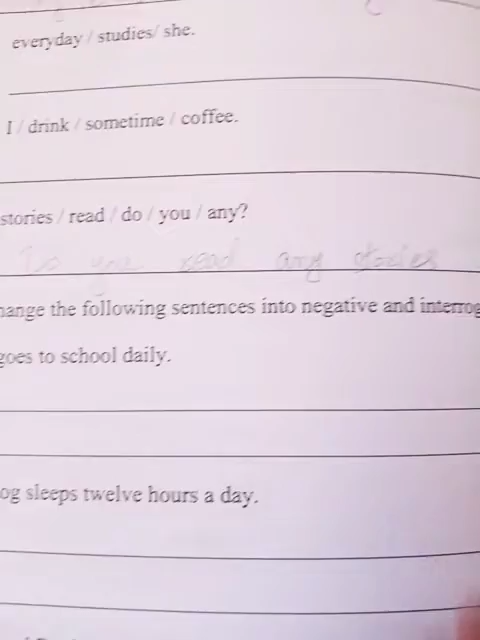 everyday / studies/ she.
I / drink / sometime / coffee.
stories / read / do / you / any?
Do you read any stories
hange the following sentences into negative and interrog
goes to school daily.
og sleeps twelve hours a day.